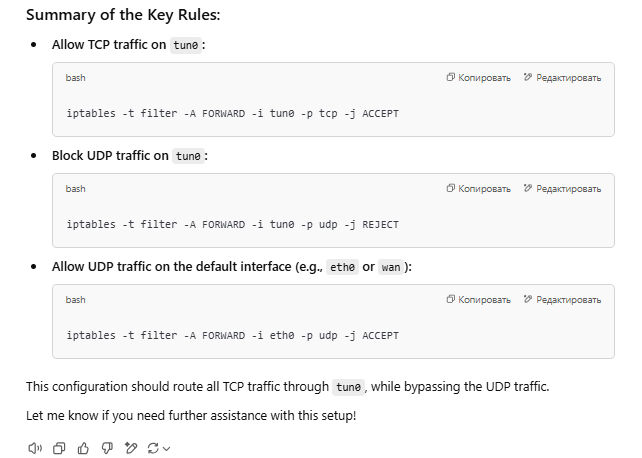 Summary of the Key Rules:
Allow TCP traffic on tun0:
bash Копировать Редактировать
iptables -t filter -A FORWARD -i tun0 -p tcp -j ACCEPT
Block UDP traffic on tun0:
bash Копировать Редактировать
iptables -t filter -A FORWARD -i tun0 -p udp -j REJECT
Allow UDP traffic on the default interface (e.g., eth0 or wan):
bash Копировать Редактировать
iptables -t filter -A FORWARD -i eth0 -p udp -j ACCEPT
This configuration should route all TCP traffic through tun0, while bypassing the UDP traffic.
Let me know if you need further assistance with this setup!